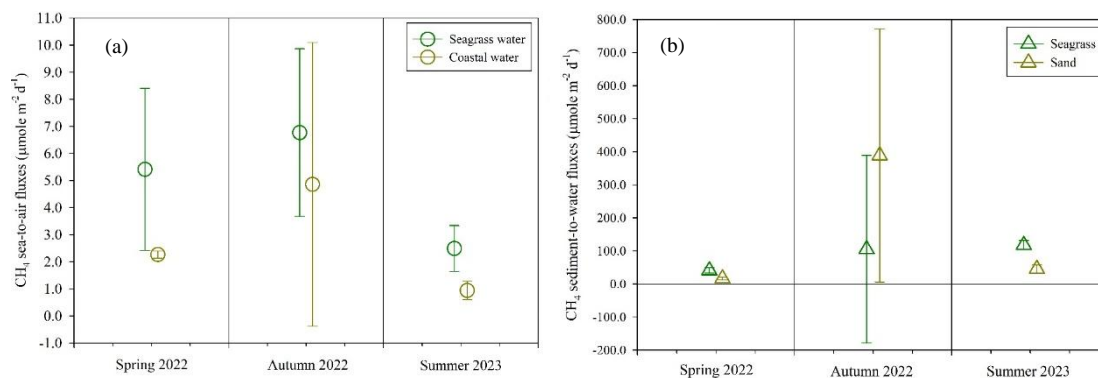 (a)
Seagrass water
Coastal water
CH₄ sea-to-air fluxes (μmole m⁻² d⁻¹)
11.0
10.0
9.0
8.0
7.0
6.0
5.0
4.0
3.0
2.0
1.0
0.0
-1.0
Spring 2022
Autumn 2022
Summer 2023
(b)
Seagrass
Sand
CH₄ sediment-to-water fluxes (μmole m⁻² d⁻¹)
800.0
700.0
600.0
500.0
400.0
300.0
200.0
100.0
0.0
-100.0
-200.0
Spring 2022
Autumn 2022
Summer 2023